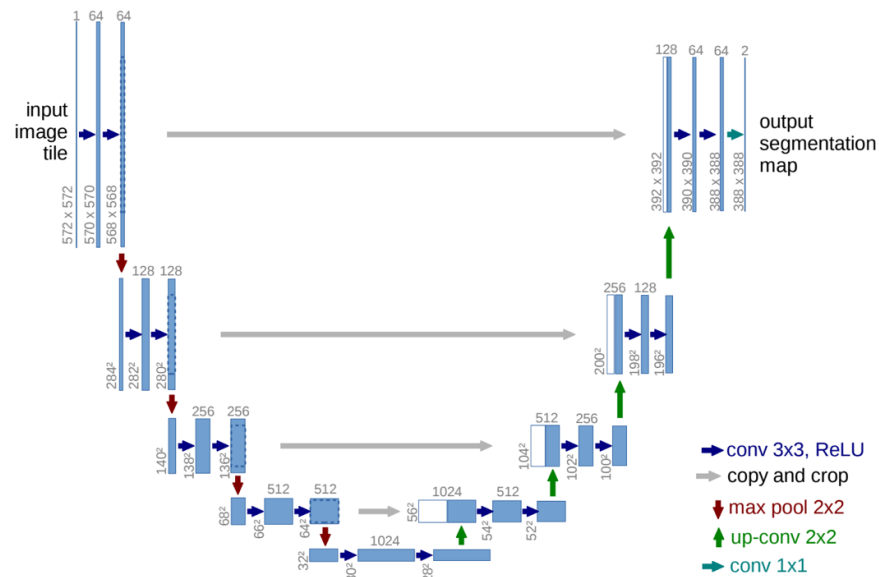 1 64 64
128 64 64 2
input
image
tile
output
segmentation
map
572 x 572
570 x 570
568 x 568
392 x 392
390 x 390
388 x 388
388 x 388
128 128
256 128
284²
282²
280²
200²
198²
196²
256 256
512 256
140²
138²
136²
104²
102²
100²
512 512
1024 512
68²
66²
64²
56²
54²
52²
1024
32²
conv 3x3, ReLU
copy and crop
max pool 2x2
up-conv 2x2
conv 1x1